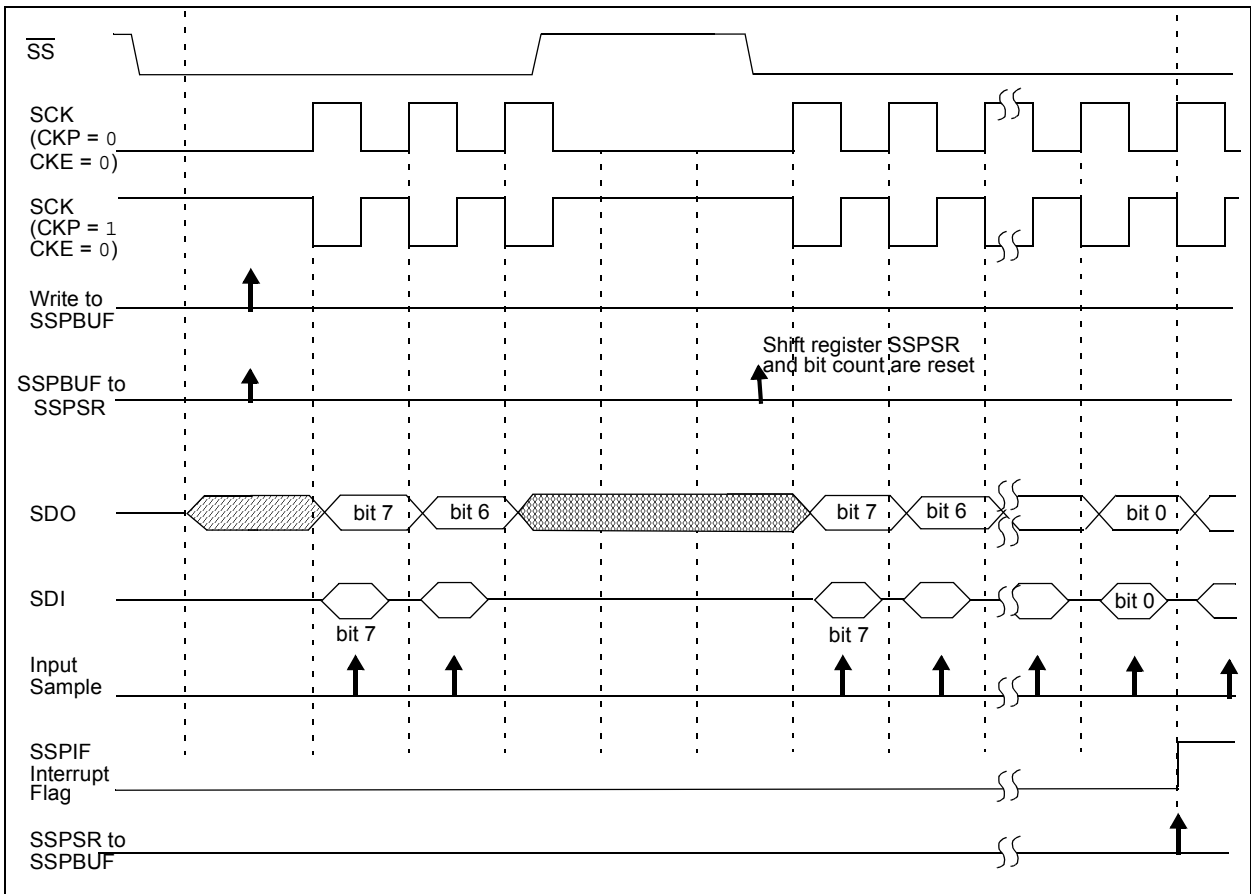 SS
SCK
(CKP = 0
CKE = 0)
SCK
(CKP = 1
CKE = 0)
Write to
SSPBUF
Shift register SSPSR
and bit count are reset
SSPBUF to
SSPSR
SDO
bit 7
bit 6
bit 7
bit 6
bit 0
SDI
bit 0
bit 7
bit 7
Input
Sample
SSPIF
Interrupt
Flag
SSPSR to
SSPBUF